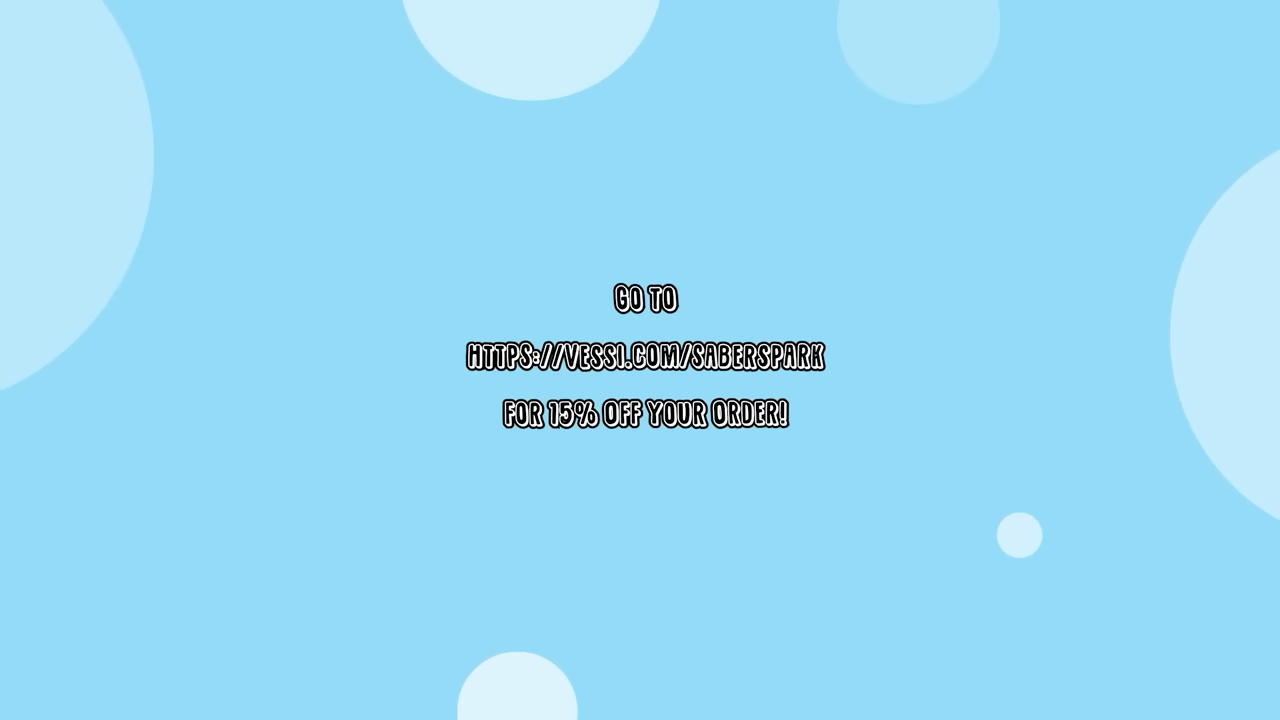 GO TO
HTTPS://VESSI.COM/SABERSPARK
FOR 15% OFF YOUR ORDER!